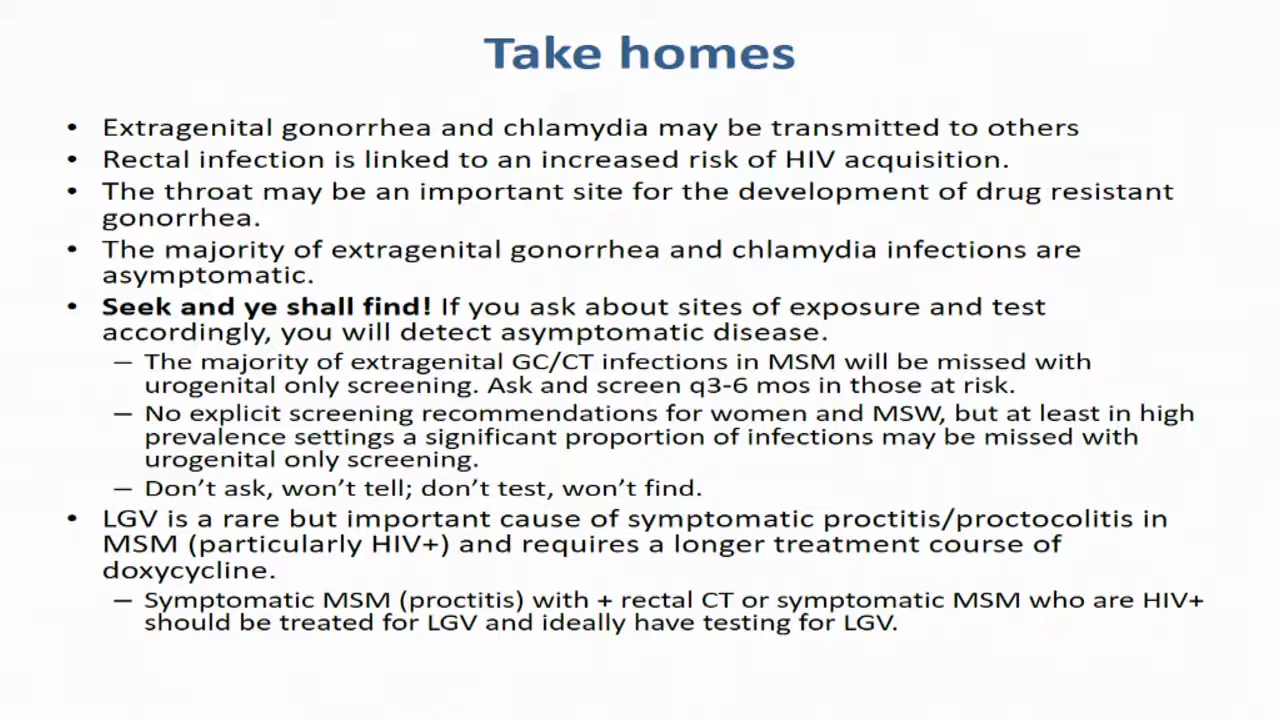 Take homes
• Extragenital gonorrhea and chlamydia may be transmitted to others
• Rectal infection is linked to an increased risk of HIV acquisition.
• The throat may be an important site for the development of drug resistant
gonorrhea.
• The majority of extragenital gonorrhea and chlamydia infections are
asymptomatic.
• Seek and ye shall find! If you ask about sites of exposure and test
accordingly, you will detect asymptomatic disease.
– The majority of extragenital GC/CT infections in MSM will be missed with
urogenital only screening. Ask and screen q3-6 mos in those at risk.
– No explicit screening recommendations for women and MSW, but at least in high
prevalence settings a significant proportion of infections may be missed with
urogenital only screening.
– Don't ask, won't tell; don't test, won't find.
• LGV is a rare but important cause of symptomatic proctitis/proctocolitis in
MSM (particularly HIV+) and requires a longer treatment course of
doxycycline.
– Symptomatic MSM (proctitis) with + rectal CT or symptomatic MSM who are HIV+
should be treated for LGV and ideally have testing for LGV.